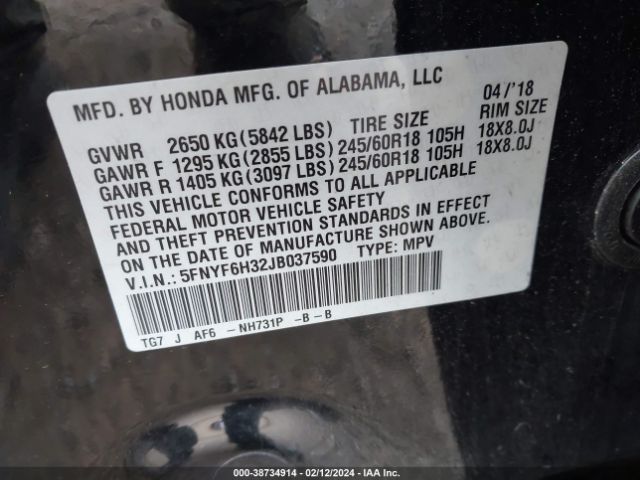 MFD. BY HONDA MFG. OF ALABAMA, LLC 04/'18
GVWR 2650 KG (5842 LBS) TIRE SIZE RIM SIZE
GAWR F 1295 KG (2855 LBS) 245/60R18 105H 18X8.0J
GAWR R 1405 KG (3097 LBS) 245/60R18 105H 18X8.0J
THIS VEHICLE CONFORMS TO ALL APPLICABLE
FEDERAL MOTOR VEHICLE SAFETY
AND THEFT PREVENTION STANDARDS IN EFFECT
ON THE DATE OF MANUFACTURE SHOWN ABOVE.
V.I.N.: 5FNYF6H32JB037590 TYPE: MPV
TG7 J AF6 -NH731P -B - B
000-38734914 - 02/12/2024 - IAA Inc.